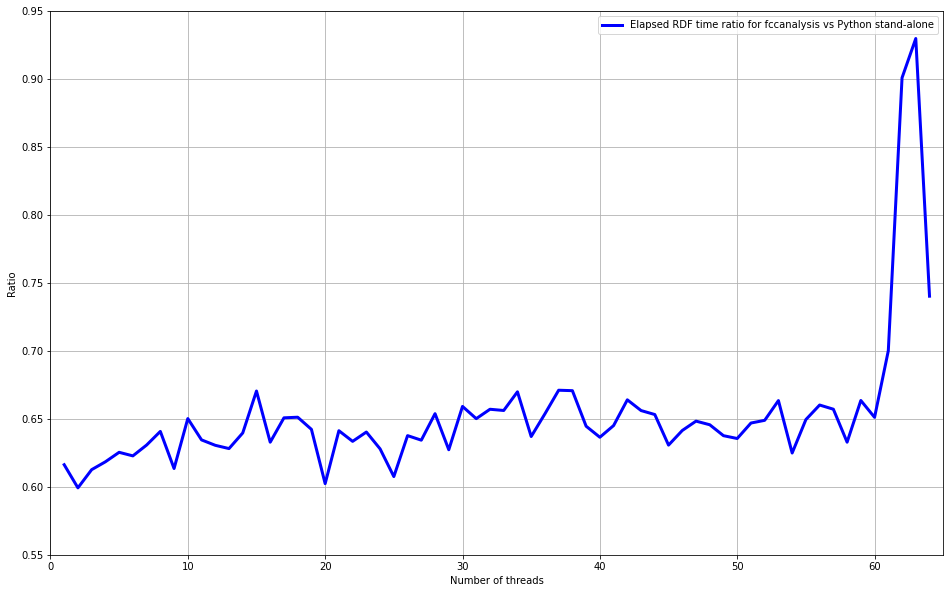 Elapsed RDF time ratio for fccanalysis vs Python stand-alone
0.95
0.90
0.85
0.80
0.75
0.70
0.65
0.60
0.55
Ratio
0 10 20 30 40 50 60
Number of threads